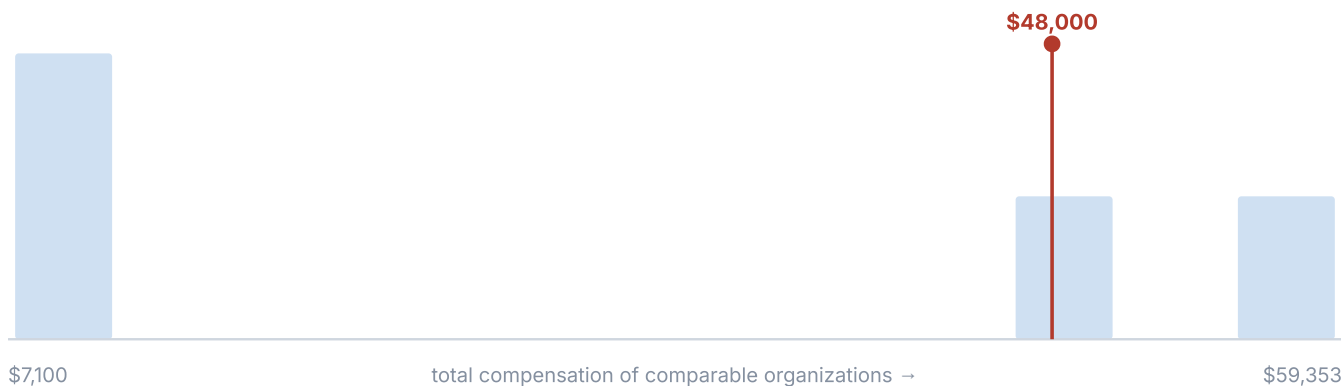 $48,000
$7,100 total compensation of comparable organizations → $59,353